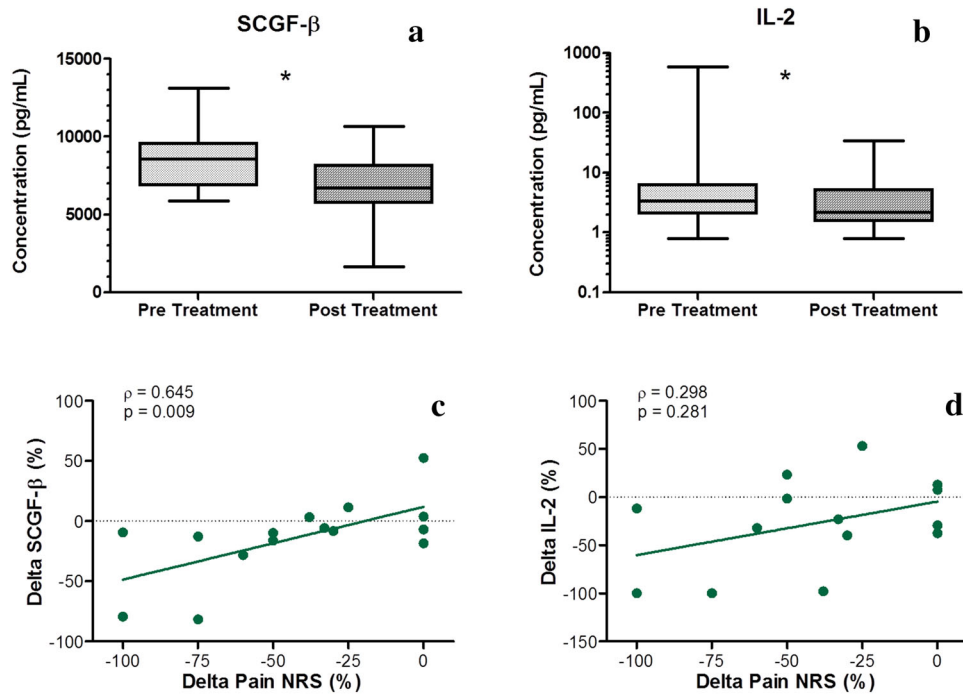 SCGF-β
a
Concentration (pg/mL)
15000
10000
5000
0
*
Pre Treatment
Post Treatment
IL-2
b
Concentration (pg/mL)
1000
100
10
1
0.1
*
Pre Treatment
Post Treatment
ρ = 0.645
p = 0.009
c
Delta SCGF-β (%)
100
50
0
-50
-100
-100
-75
-50
-25
0
Delta Pain NRS (%)
ρ = 0.298
p = 0.281
d
Delta IL-2 (%)
100
50
0
-50
-100
-150
-100
-75
-50
-25
0
Delta Pain NRS (%)